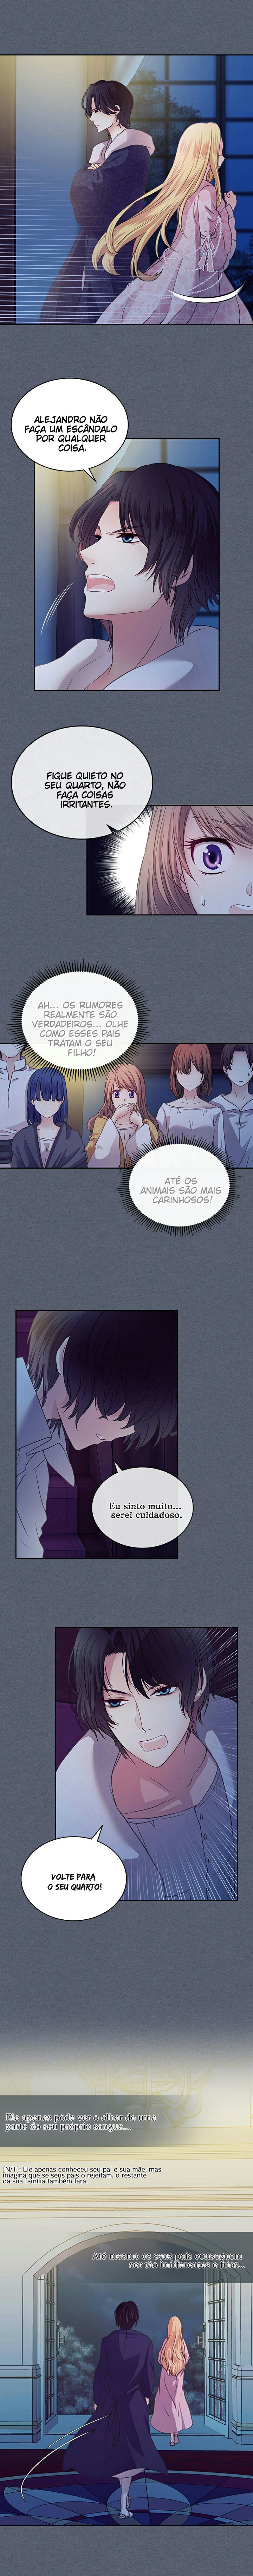 ALEJANDRO NÃO
FAÇA UM ESCÂNDALO
POR QUALQUER
COISA.
FIQUE QUIETO NO
SEU QUARTO, NÃO
FAÇA COISAS
IRRITANTES.
AH... OS RUMORES
REALMENTE SÃO
VERDADEIROS... OLHE
COMO ESSES PAIS
TRATAM O SEU
FILHO!
ATÉ OS
ANIMAIS SÃO MAIS
CARINHOSOS!
Eu sinto muito...
serei cuidadoso.
VOLTE PARA
O SEU QUARTO!
Ele apenas pôde ver o olhar de uma
parte do seu próprio sangue...
[N/T]: Ele apenas conheceu seu pai e sua mãe, mas
imagina que se seus pais o rejeitam, o restante
da sua família também fará.
Até mesmo os seus pais conseguem
ser tão indiferentes e frios..